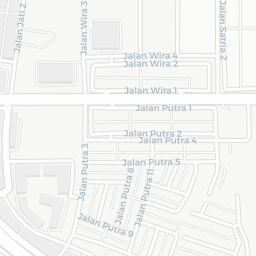 Jalan Jati 2
Jalan Wira 3
Jalan Satria 2
Jalan Wira 4
Jalan Wira 2
Jalan Wira 1
Jalan Putra 1
Jalan Putra 2
Jalan Putra 4
Jalan Putra 3
Jalan Putra 5
Jalan Putra 6
Jalan Putra 11
Jalan Putra 9